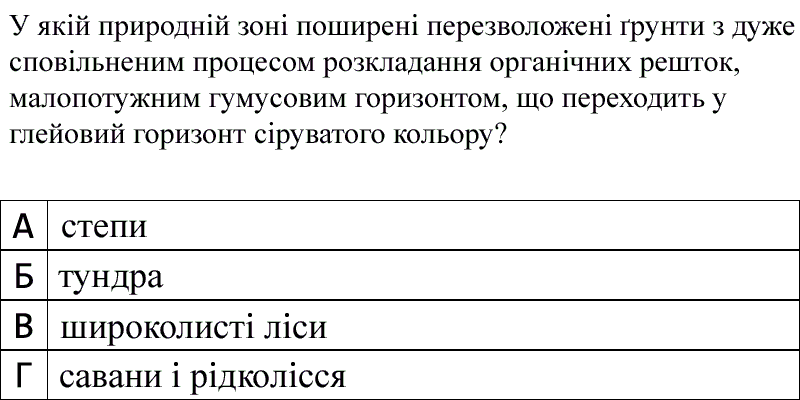 У якій природній зоні поширені перезволожені ґрунти з дуже
сповільненим процесом розкладання органічних решток,
малопотужним гумусовим горизонтом, що переходить у
глейовий горизонт сіруватого кольору?
А степи
Б тундра
В широколисті ліси
Г савани і рідколісся